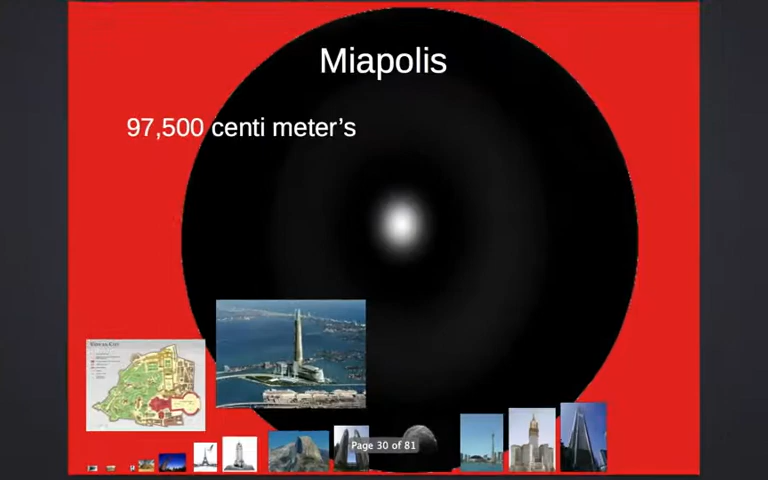 Miapolis
97,500 centi meter’s
Page 30 of 81